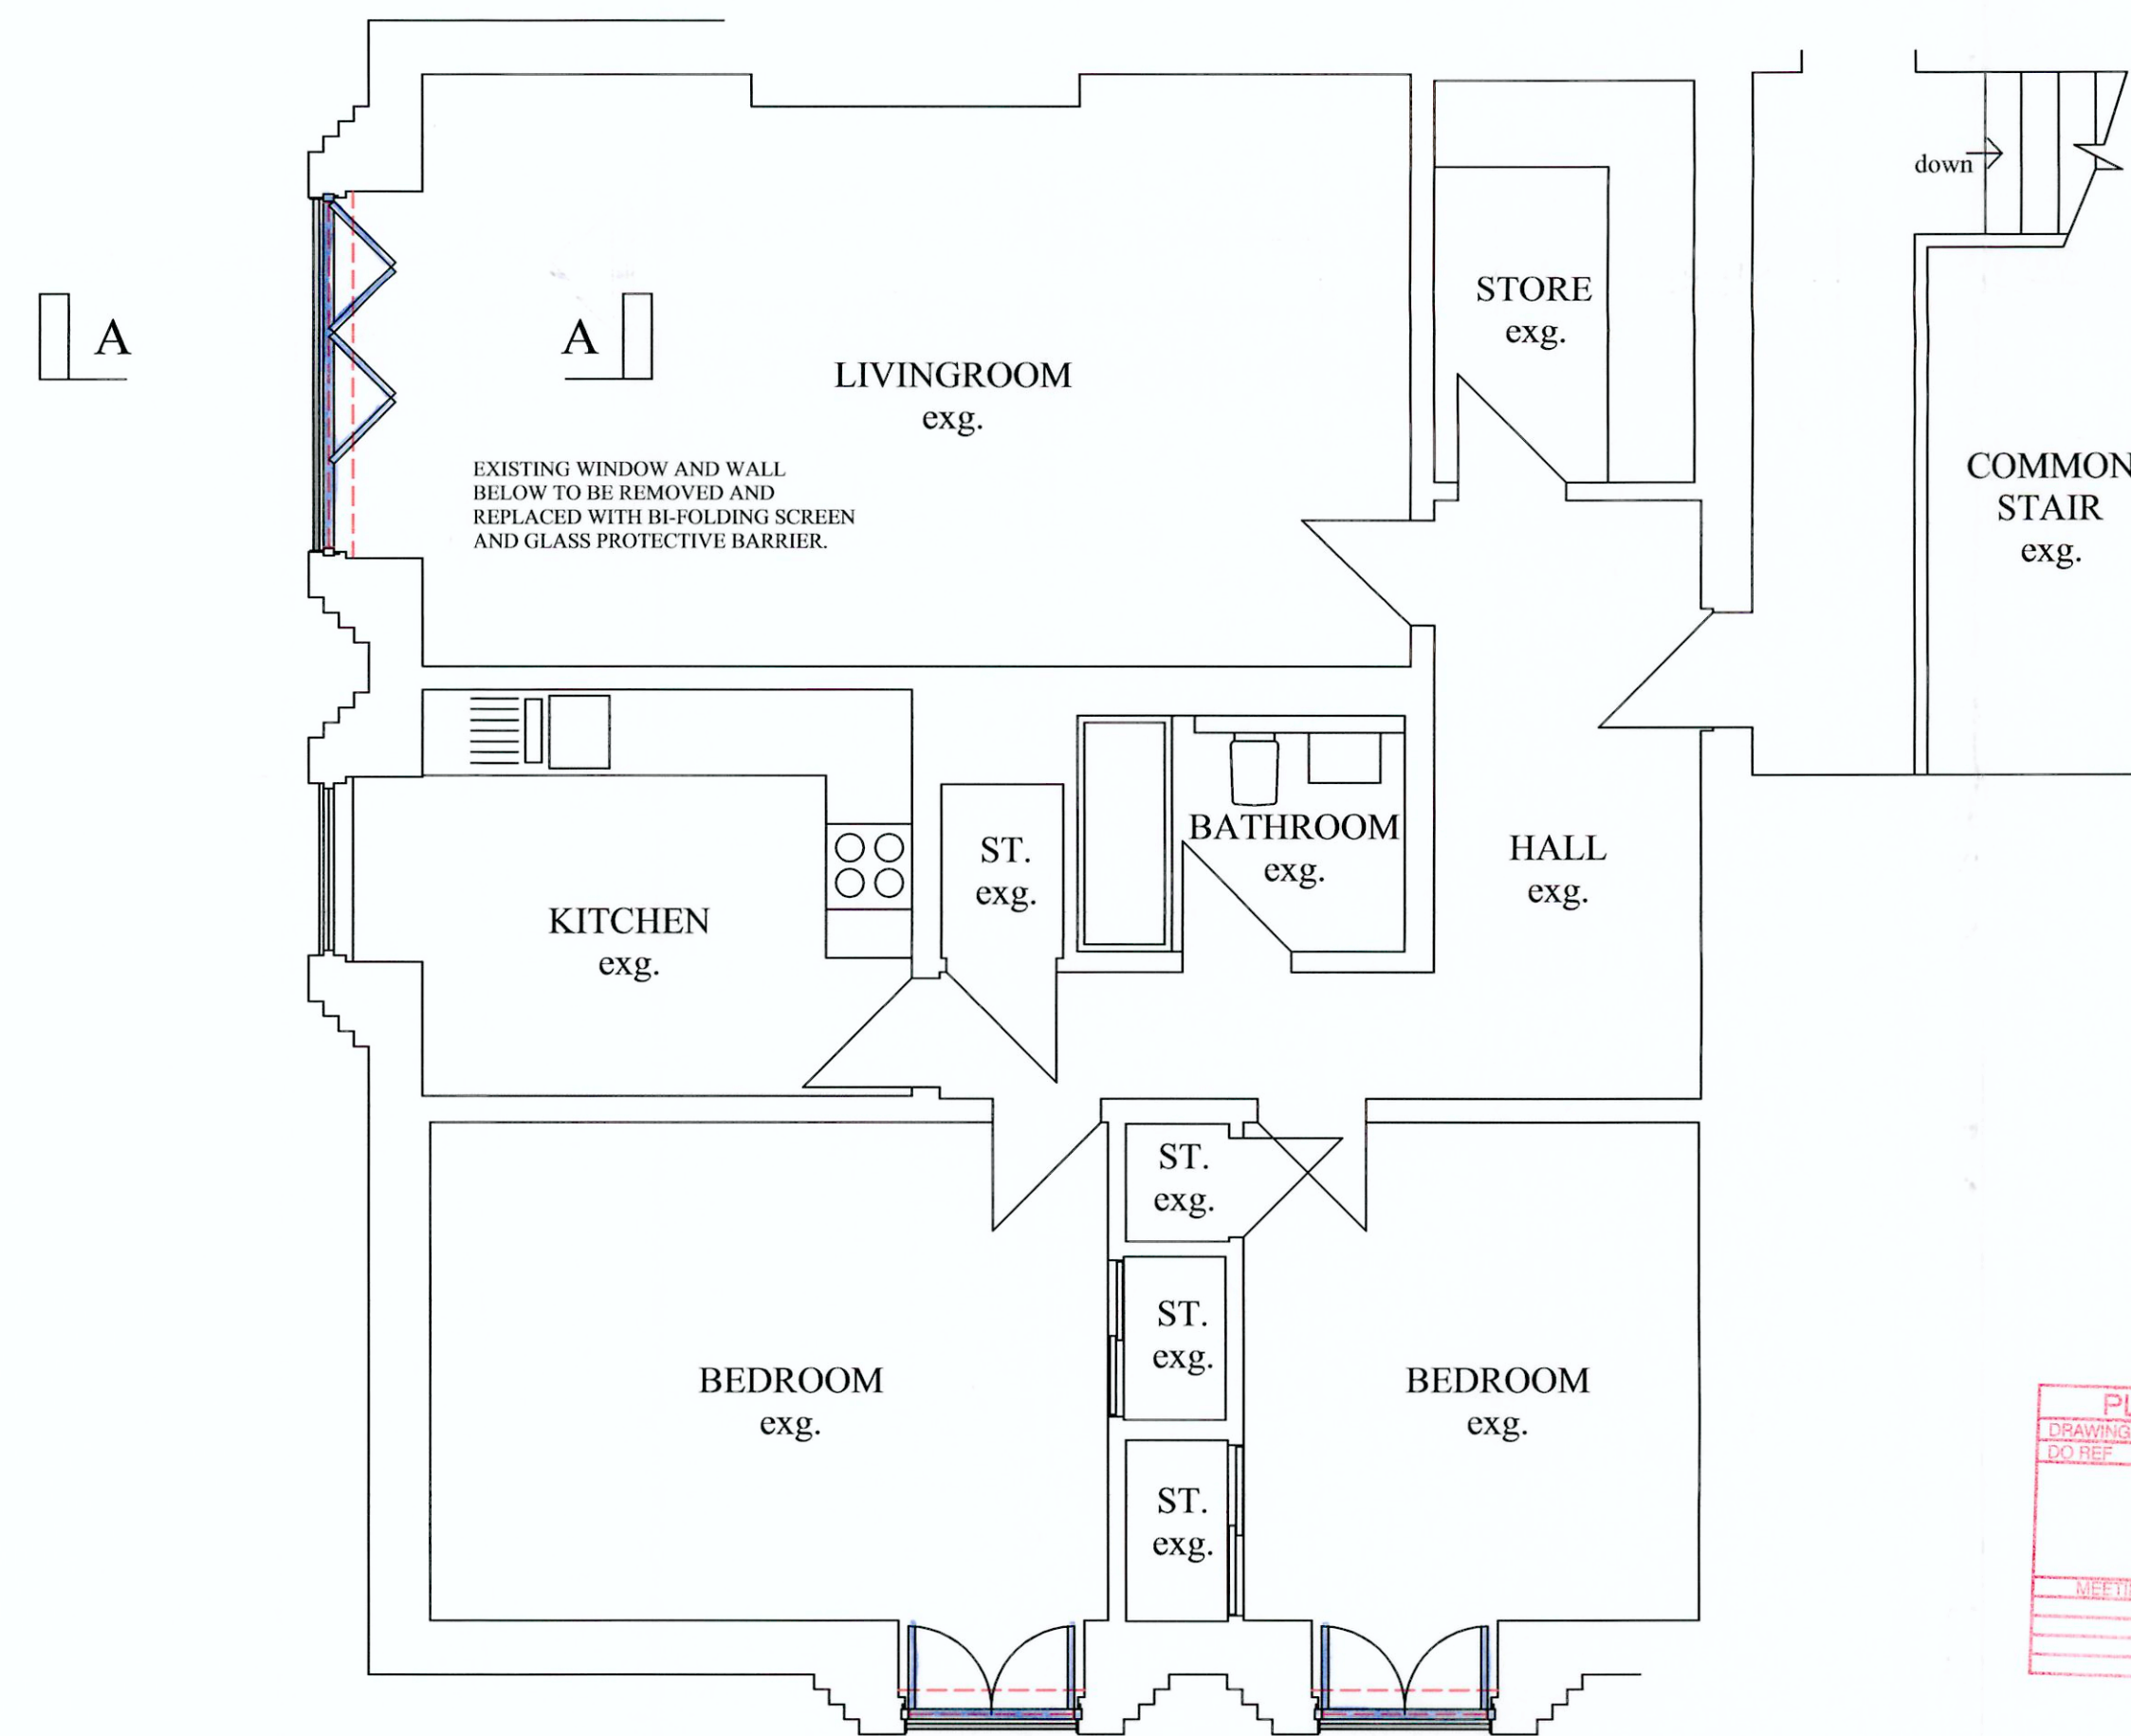 down
STORE
exg.
A
A
LIVINGROOM
exg.
EXISTING WINDOW AND WALL
BELOW TO BE REMOVED AND
REPLACED WITH BI-FOLDING SCREEN
AND GLASS PROTECTIVE BARRIER.
COMMON
STAIR
exg.
KITCHEN
exg.
ST.
exg.
BATHROOM
exg.
HALL
exg.
ST.
exg.
ST.
exg.
BEDROOM
exg.
BEDROOM
exg.
ST.
exg.
DRAWING
DO REF